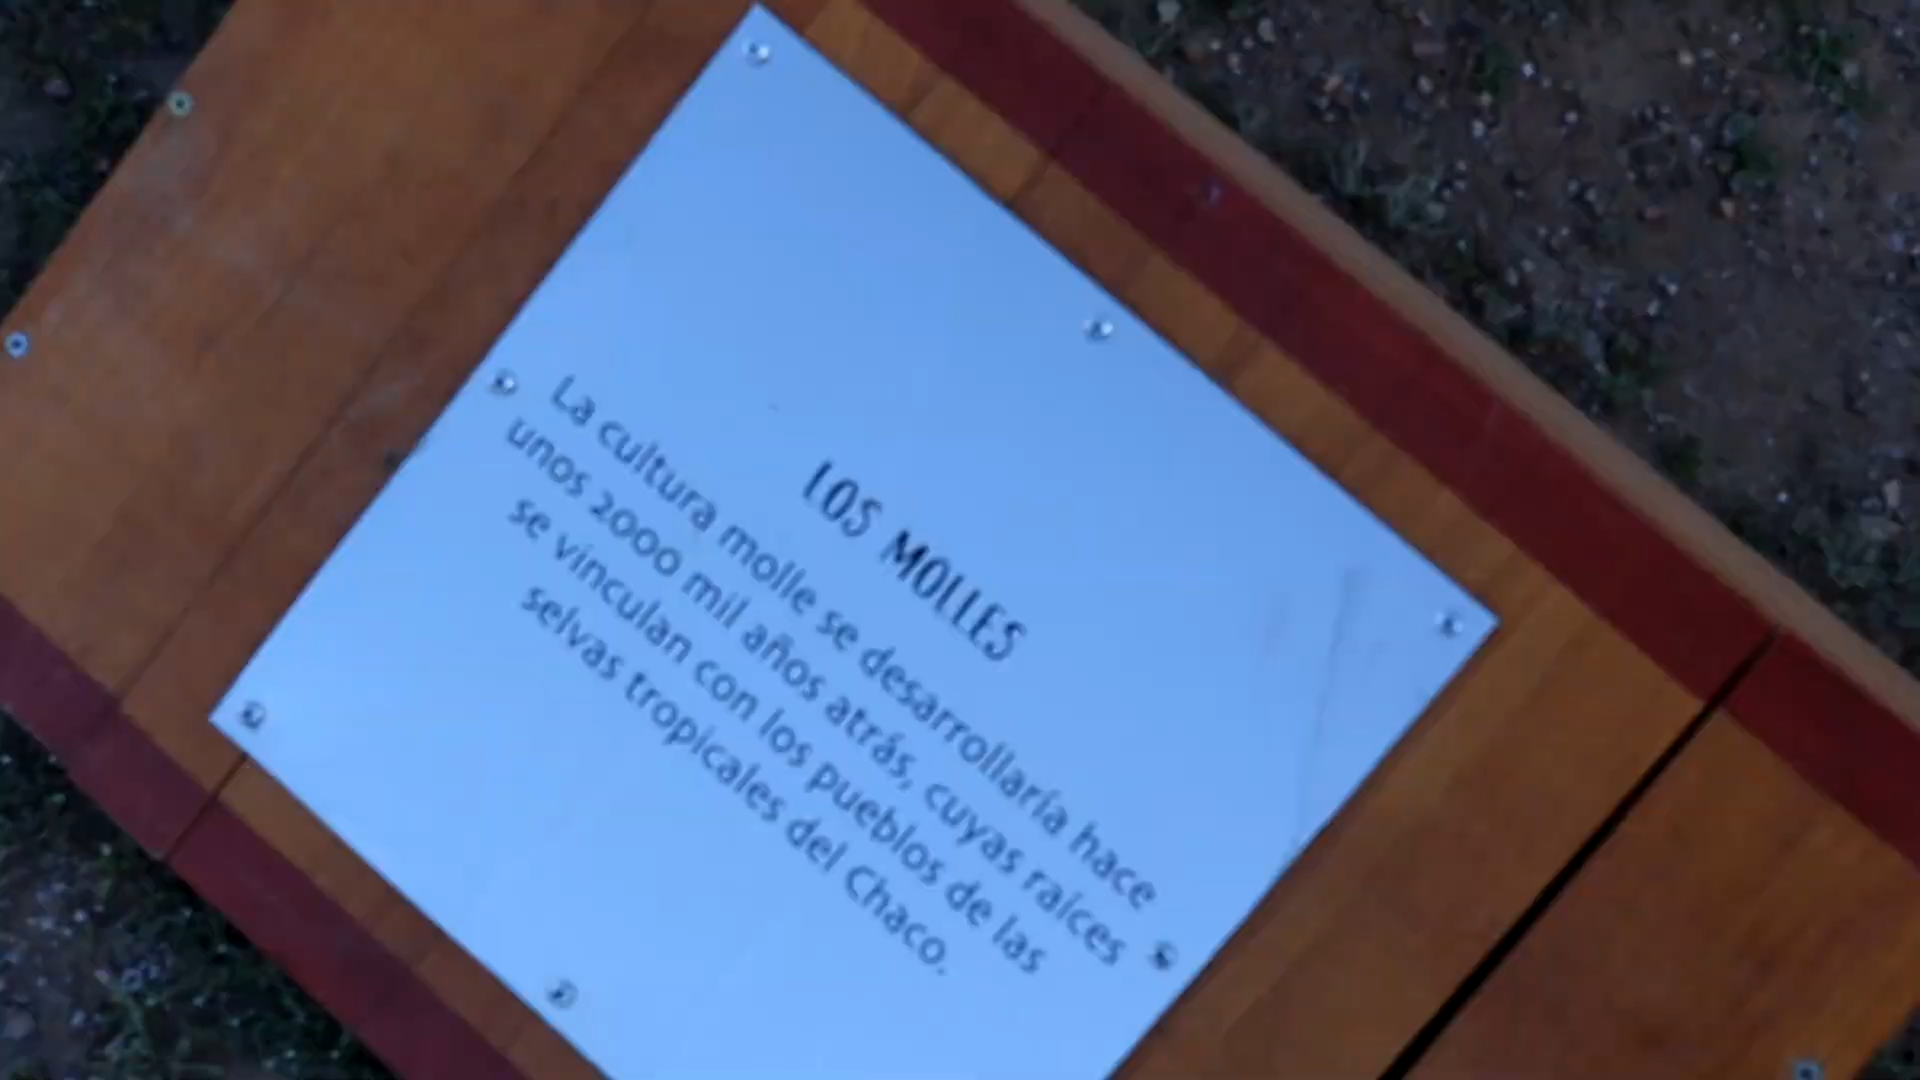 LOS MOLLES
La cultura molle se desarrollaría hace
unos 2000 mil años atrás, cuyas raíces
se vinculan con los pueblos de las
selvas tropicales del Chaco.